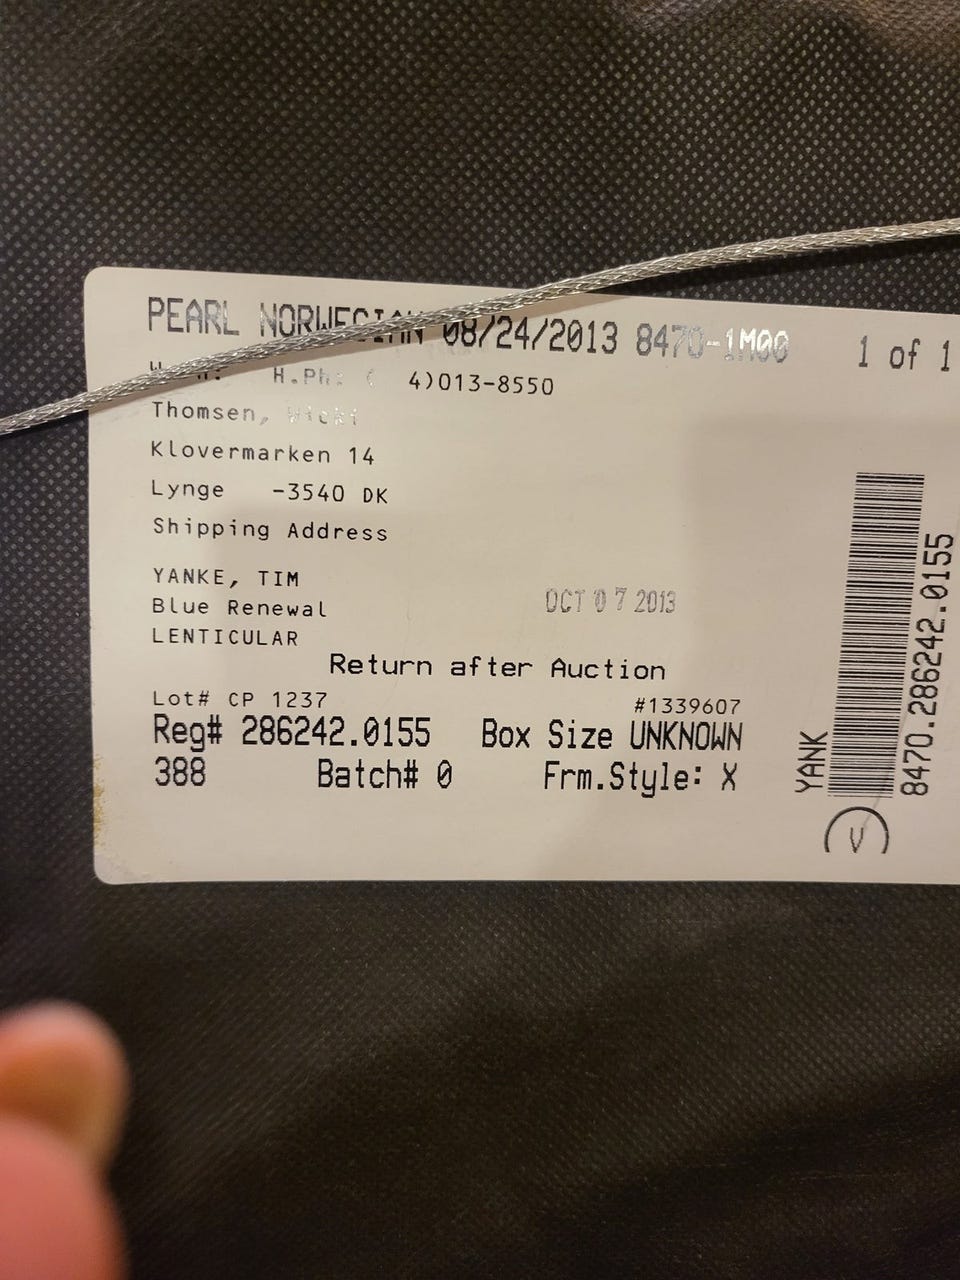 PEARL NORWEGIAN 08/24/2013 8470-1M00 1 of 1
H.Ph: ( 4)013-8550
Thomsen, Vicki
Klovermarken 14
Lynge -3540 DK
Shipping Address
YANKE, TIM
Blue Renewal
OCT 07 2013
LENTICULAR
Return after Auction
Lot# CP 1237 #1339607
Reg# 286242.0155 Box Size UNKNOWN
388 Batch# 0 Frm.Style: X
YANK
8470.286242.0155
V